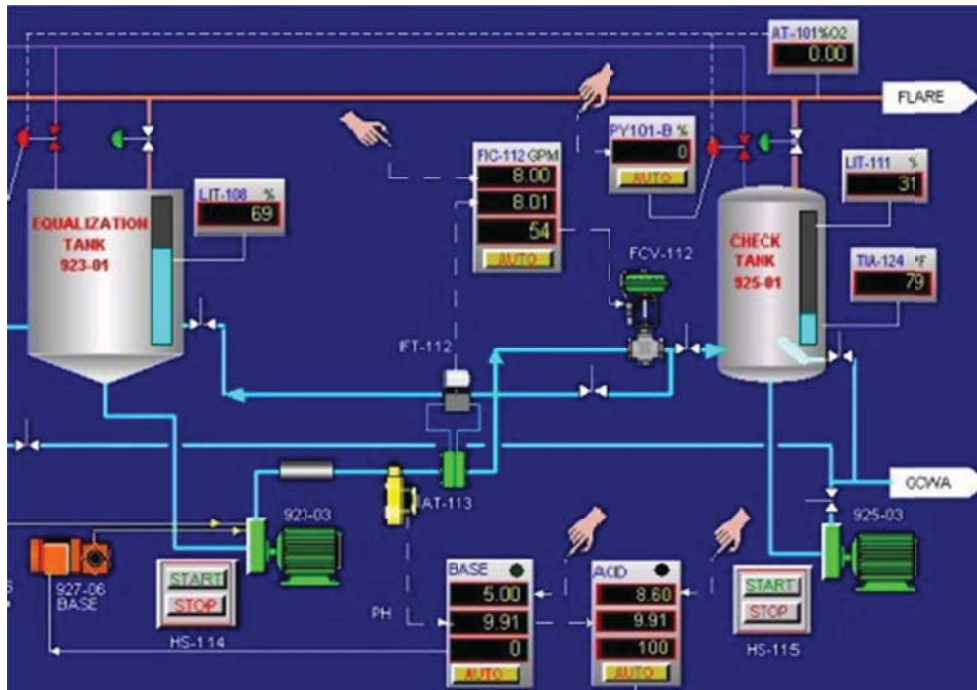 AT-101%O2
0.00
FLARE
PY101-B %
0
AUTO
FIC-112 GPM
8.00
8.01
54
AUTO
LIT-111 %
31
LIT-108 %
69
EQUALIZATION
TANK
923-01
CHECK
TANK
925-01
FCV-112
TIA-124 °F
79
IFT-112
AT-113
OCWA
923-03
925-03
927-06
BASE
START
STOP
HS-114
PH
BASE
5.00
9.91
0
AUTO
ACID
8.60
9.91
100
AUTO
START
STOP
HS-115